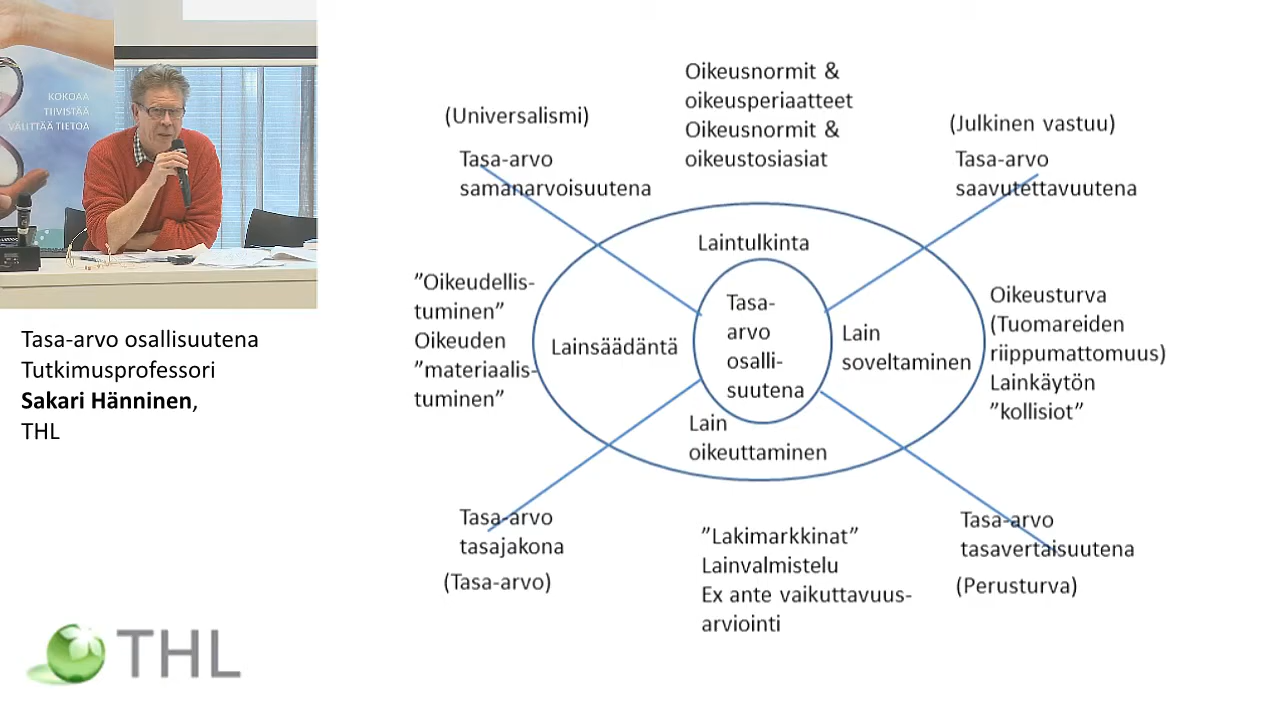 KOKOAA
TIIVISTÄÄ
VÄLITTÄÄ TIETOA
Tasa-arvo osallisuutena
Tutkimusprofessori
Sakari Hänninen,
THL
THL
(Universalismi)
Tasa-arvo
samanarvoisuutena
Oikeusnormit &
oikeusperiaatteet
Oikeusnormit &
oikeustosiasiat
(Julkinen vastuu)
Tasa-arvo
saavutettavuutena
Laintulkinta
”Oikeudellis-
tuminen”
Oikeuden
”materiaalis-
tuminen”
Lainsäädäntä
Tasa-
arvo
osalli-
suutena
Lain
soveltaminen
Oikeusturva
(Tuomareiden
riippumattomuus)
Lainkäytön
”kollisiot”
Lain
oikeuttaminen
Tasa-arvo
tasajakona
(Tasa-arvo)
”Lakimarkkinat”
Lainvalmistelu
Ex ante vaikuttavuus-
arviointi
Tasa-arvo
tasavertaisuutena
(Perusturva)